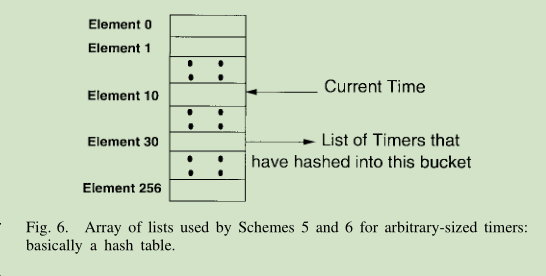 Element 0
Element 1
Element 10
Current Time
Element 30
List of Timers that
have hashed into this bucket
Element 256
Fig. 6. Array of lists used by Schemes 5 and 6 for arbitrary-sized timers:
basically a hash table.